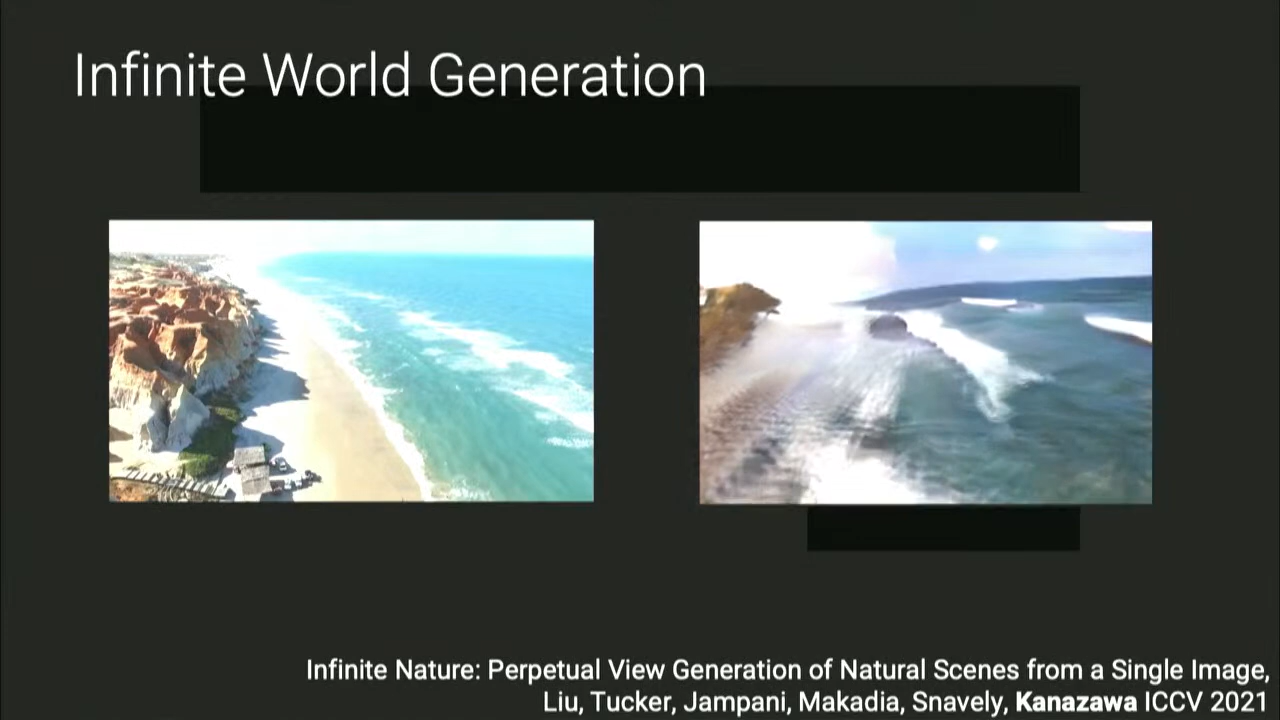 Infinite World Generation
Infinite Nature: Perpetual View Generation of Natural Scenes from a Single Image,
Liu, Tucker, Jampani, Makadia, Snavely, Kanazawa ICCV 2021